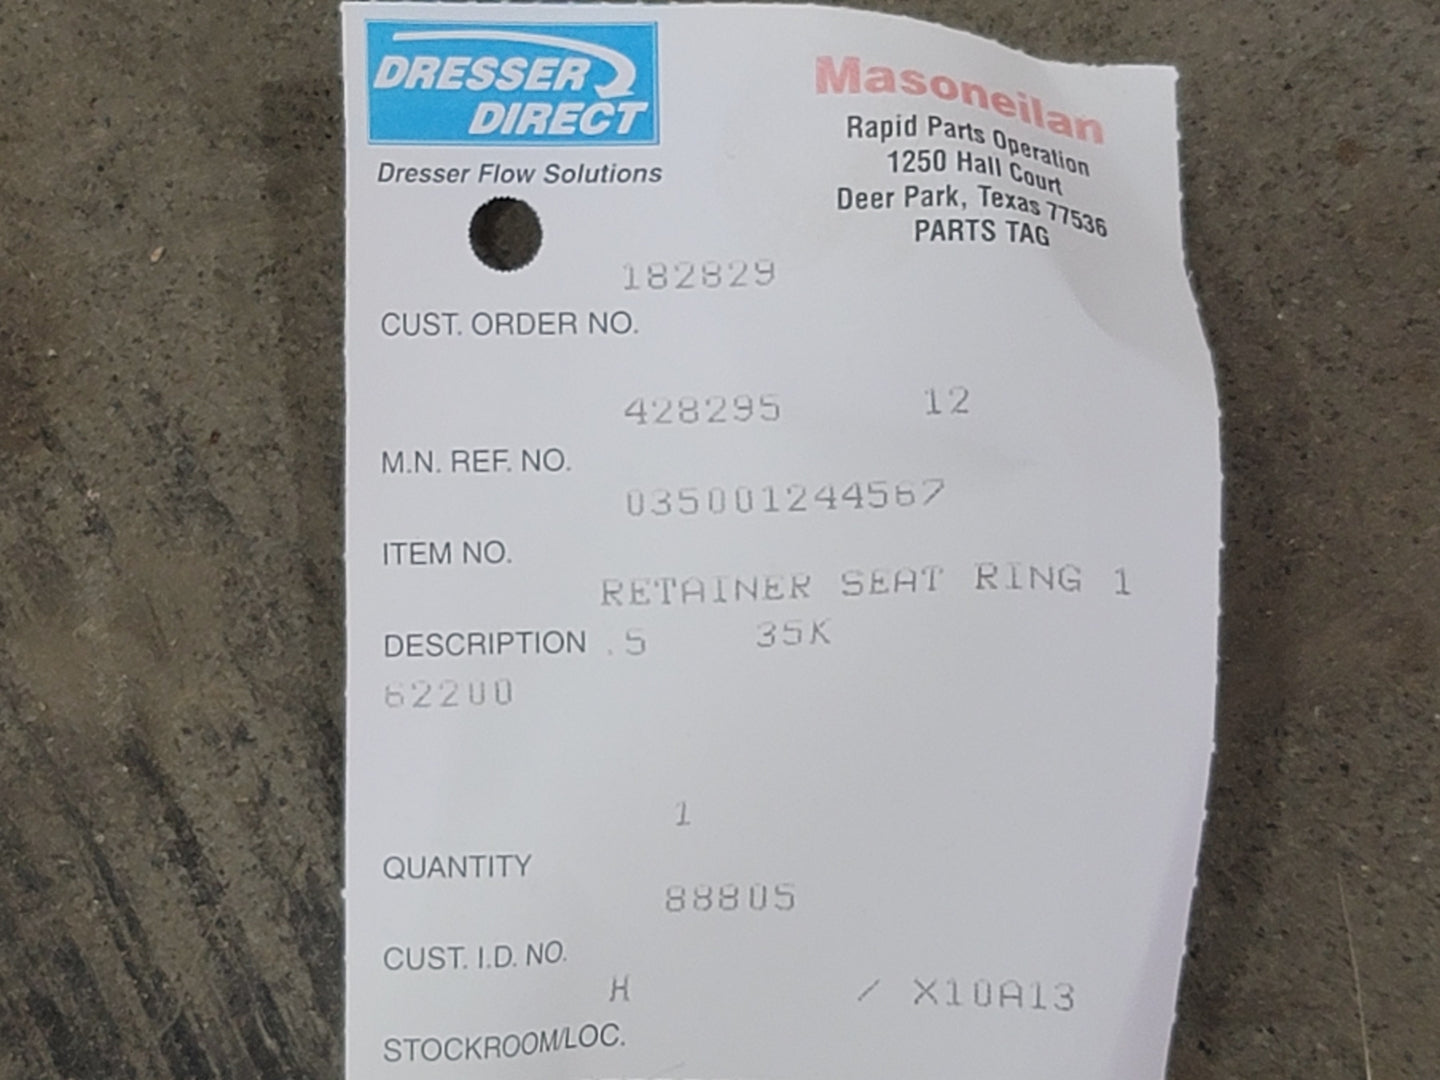 DRESSER
DIRECT
Dresser Flow Solutions
Masoneilan
Rapid Parts Operation
1250 Hall Court
Deer Park, Texas 77536
PARTS TAG
182829
CUST. ORDER NO.
428295 12
M.N. REF. NO.
035001244567
ITEM NO.
RETAINER SEAT RING 1
DESCRIPTION .5 35K
62200
1
QUANTITY
88805
CUST. I.D. NO.
H / X10A13
STOCKROOM/LOC.